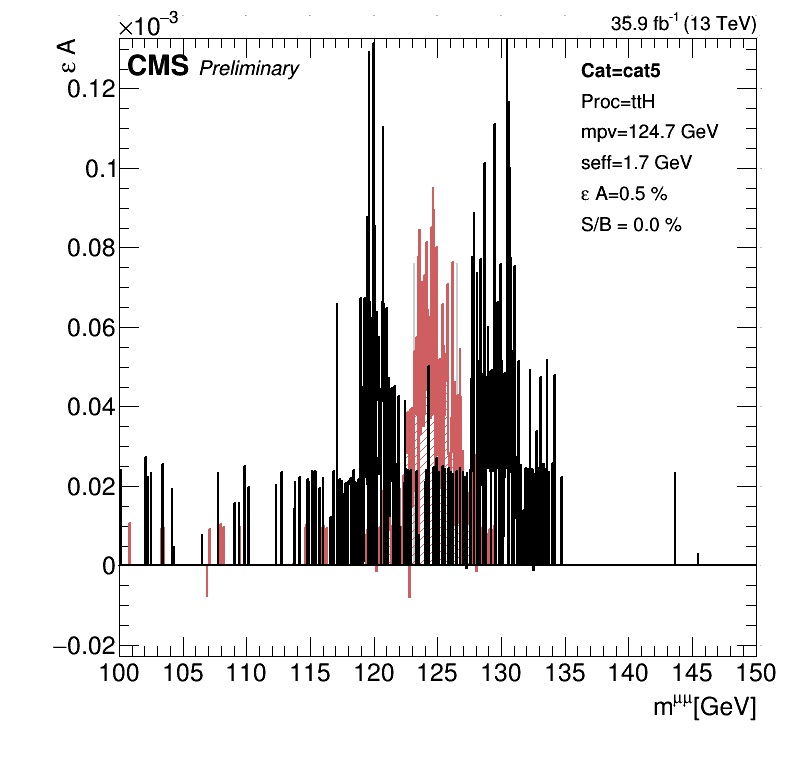 ×10⁻³
35.9 fb⁻¹ (13 TeV)
CMS Preliminary
Cat=cat5
Proc=ttH
mpv=124.7 GeV
seff=1.7 GeV
ε A=0.5 %
S/B = 0.0 %
ε A
0.12
0.1
0.08
0.06
0.04
0.02
0
−0.02
100 105 110 115 120 125 130 135 140 145 150
m^μμ[GeV]